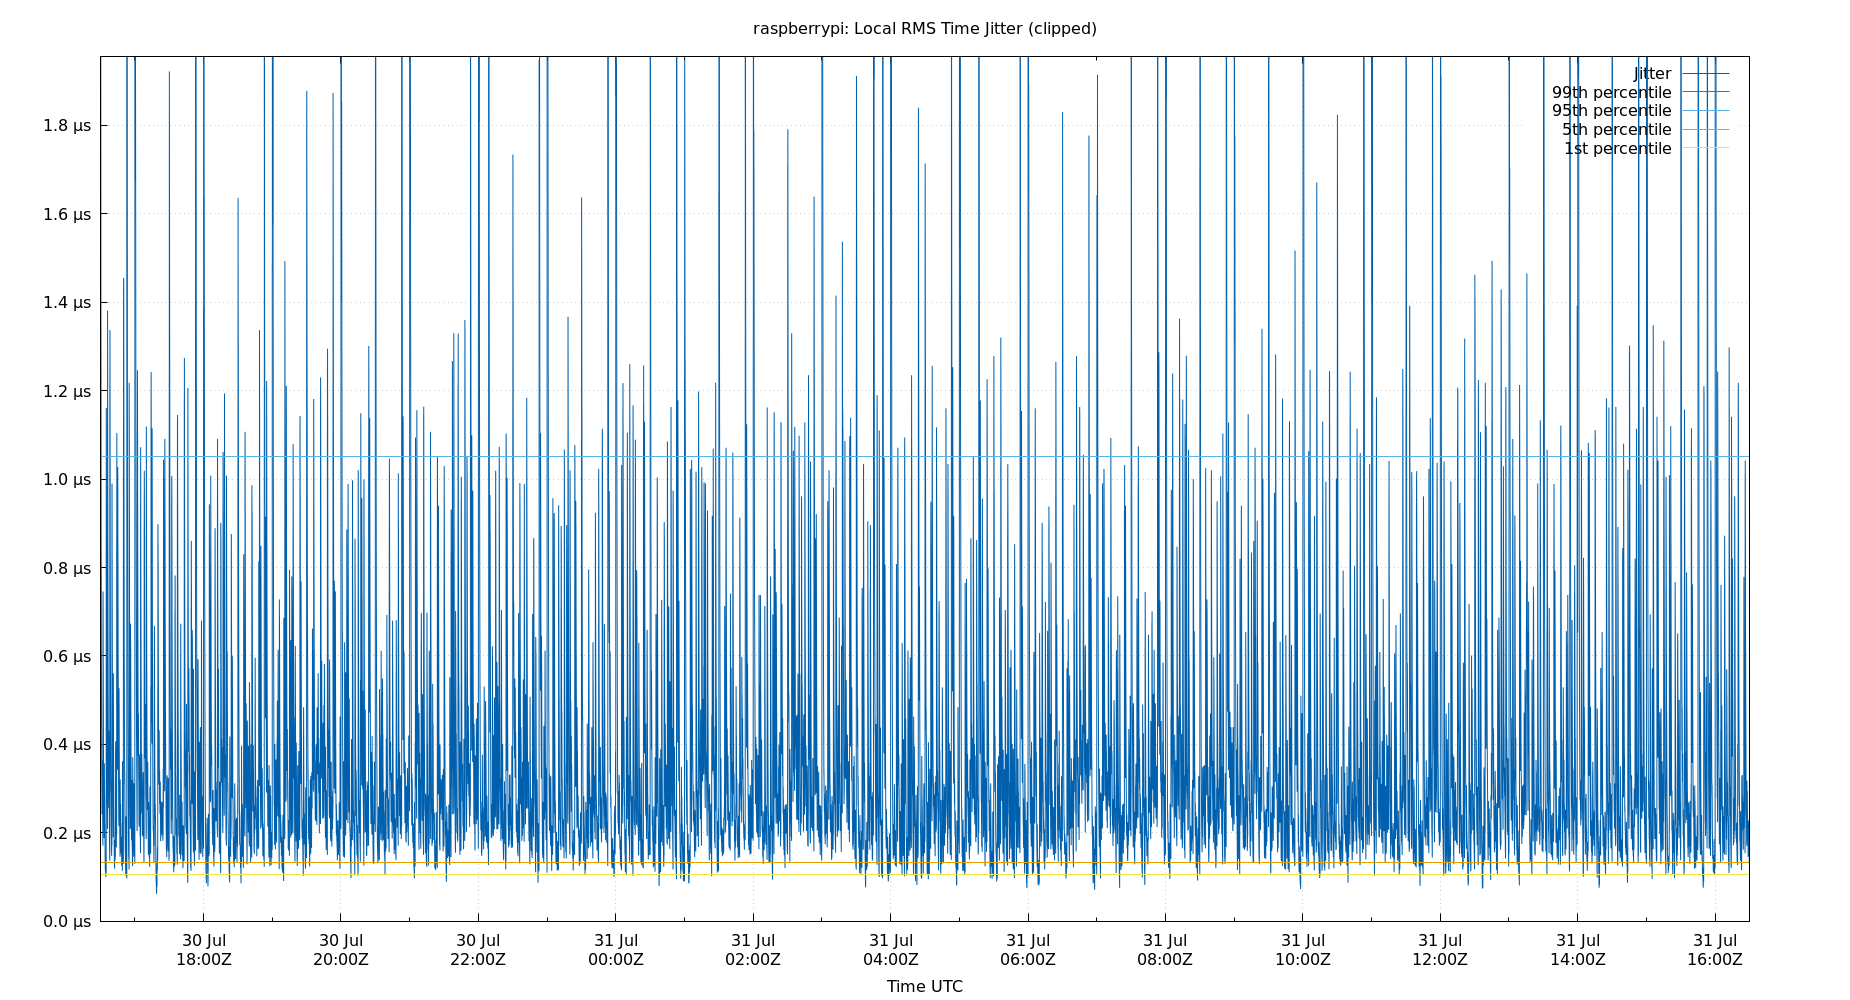 raspberrypi: Local RMS Time Jitter (clipped)
Jitter
99th percentile
95th percentile
5th percentile
1st percentile
1.8 μs
1.6 μs
1.4 μs
1.2 μs
1.0 μs
0.8 μs
0.6 μs
0.4 μs
0.2 μs
0.0 μs
30 Jul 30 Jul 30 Jul 31 Jul 31 Jul 31 Jul 31 Jul 31 Jul 31 Jul 31 Jul 31 Jul 31 Jul
18:00Z 20:00Z 22:00Z 00:00Z 02:00Z 04:00Z 06:00Z 08:00Z 10:00Z 12:00Z 14:00Z 16:00Z
Time UTC